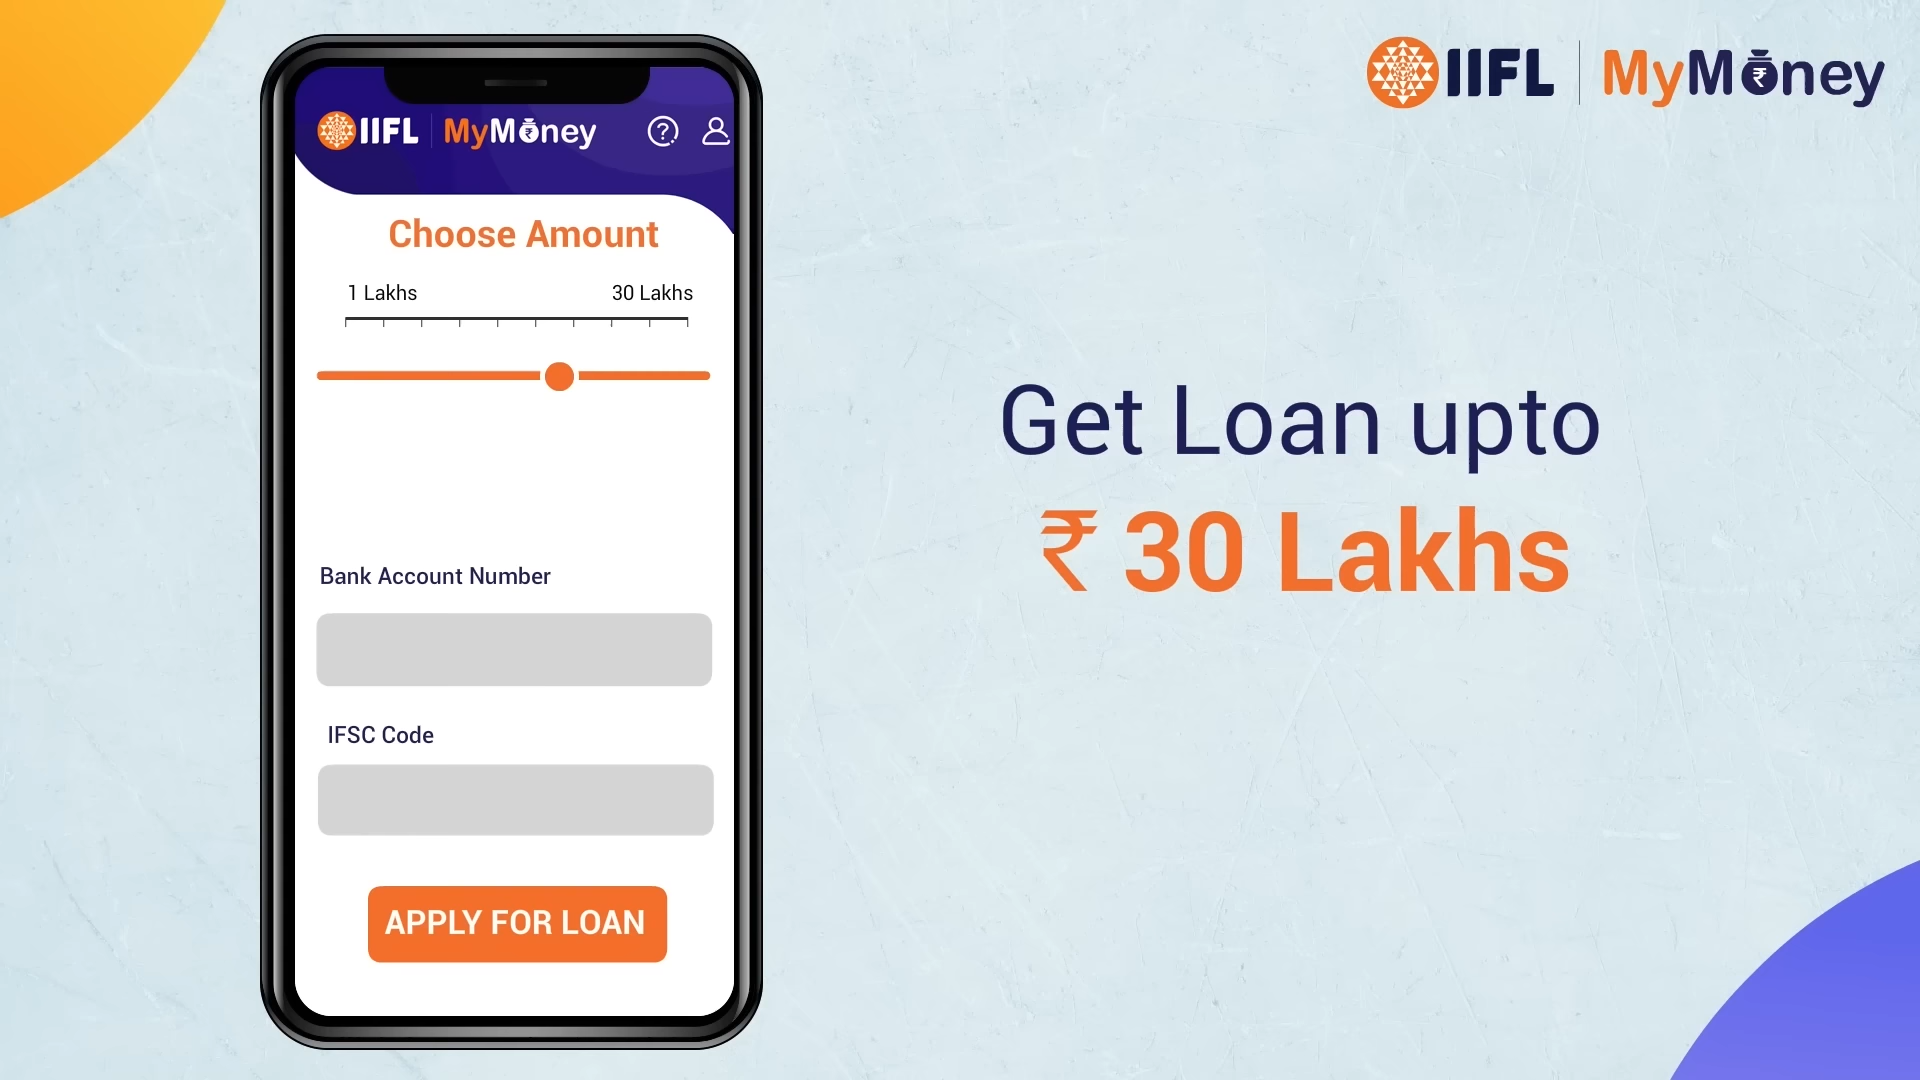 IIFL MyMoney
Choose Amount
1 Lakhs 30 Lakhs
Bank Account Number
IFSC Code
APPLY FOR LOAN
IIFL MyMoney
Get Loan upto
₹ 30 Lakhs